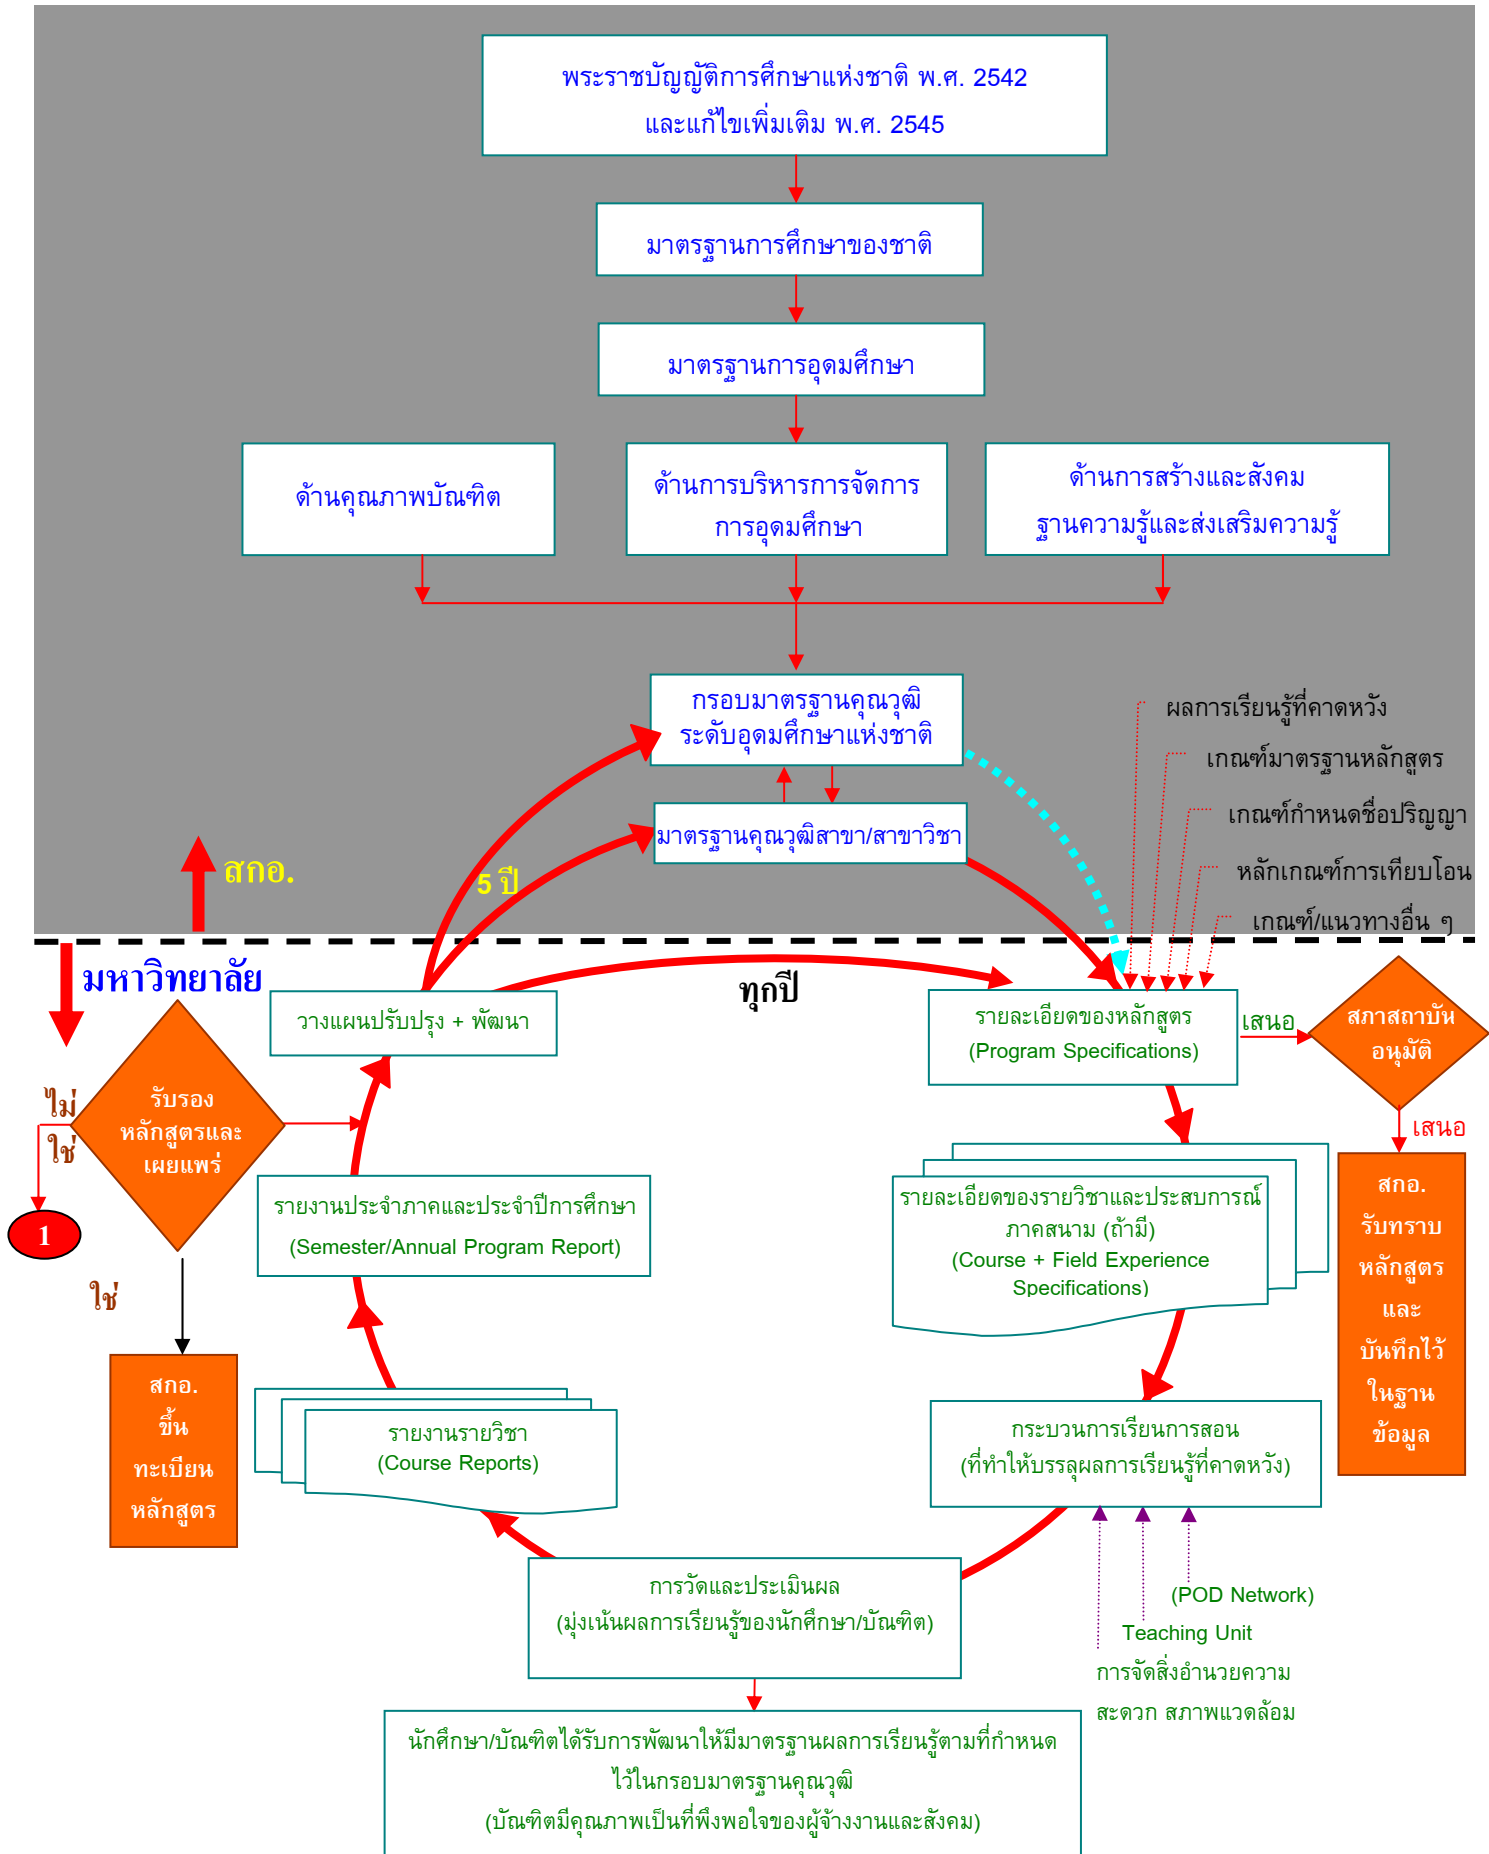 พระราชบัญญัติการศึกษาแห่งชาติ พ.ศ. 2542
และแก้ไขเพิ่มเติม พ.ศ. 2545
มาตรฐานการศึกษาของชาติ
มาตรฐานการอุดมศึกษา
ด้านคุณภาพบัณฑิต
ด้านการบริหารการจัดการ
การอุดมศึกษา
ด้านการสร้างและสังคม
ฐานความรู้และส่งเสริมความรู้
กรอบมาตรฐานคุณวุฒิ
ระดับอุดมศึกษาแห่งชาติ
ผลการเรียนรู้ที่คาดหวัง
เกณฑ์มาตรฐานหลักสูตร
เกณฑ์กำหนดชื่อปริญญา
หลักเกณฑ์การเทียบโอน
เกณฑ์/แนวทางอื่น ๆ
มาตรฐานคุณวุฒิสาขา/สาขาวิชา
5 ปี
สกอ.
มหาวิทยาลัย
ทุกปี
วางแผนปรับปรุง + พัฒนา
รายละเอียดของหลักสูตร
(Program Specifications)
เสนอ
สภาสถาบัน
อนุมัติ
เสนอ
สกอ.
รับทราบ
หลักสูตร
และ
บันทึกไว้
ในฐาน
ข้อมูล
ไม่
ใช่
รับรอง
หลักสูตรและ
เผยแพร่
1
ใช่
สกอ.
ขึ้น
ทะเบียน
หลักสูตร
รายงานประจำภาคและประจำปีการศึกษา
(Semester/Annual Program Report)
รายละเอียดของรายวิชาและประสบการณ์
ภาคสนาม (ถ้ามี)
(Course + Field Experience
Specifications)
รายงานรายวิชา
(Course Reports)
กระบวนการเรียนการสอน
(ที่ทำให้บรรลุผลการเรียนรู้ที่คาดหวัง)
การวัดและประเมินผล
(มุ่งเน้นผลการเรียนรู้ของนักศึกษา/บัณฑิต)
(POD Network)
Teaching Unit
การจัดสิ่งอำนวยความ
สะดวก สภาพแวดล้อม
นักศึกษา/บัณฑิตได้รับการพัฒนาให้มีมาตรฐานผลการเรียนรู้ตามที่กำหนด
ไว้ในกรอบมาตรฐานคุณวุฒิ
(บัณฑิตมีคุณภาพเป็นที่พึงพอใจของผู้จ้างงานและสังคม)